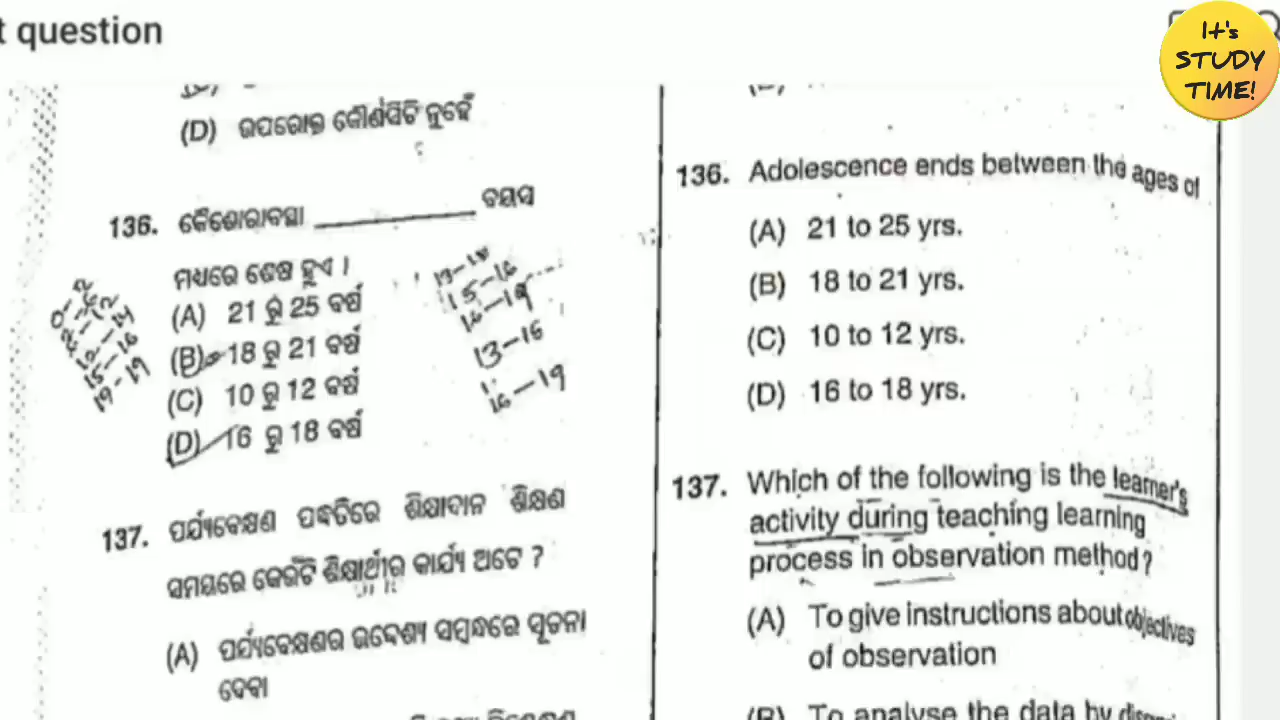 t question
It's
STUDY
TIME!
(D) ଉପରୋକ୍ତ କୌଣସିଟି ନୁହେଁ
136. କୈଶୋରାବସ୍ଥା ____________ ବୟସ
ମଧ୍ୟରେ ଶେଷ ହୁଏ ।
(A) 21 ରୁ 25 ବର୍ଷ
(B) 18 ରୁ 21 ବର୍ଷ
(C) 10 ରୁ 12 ବର୍ଷ
(D) 16 ରୁ 18 ବର୍ଷ
15-16
13-16
16-19
137. ପର୍ଯ୍ୟବେକ୍ଷଣ ପଦ୍ଧତିରେ ଶିକ୍ଷାଦାନ ଶିକ୍ଷଣ
ସମୟରେ କେଉଁଟି ଶିକ୍ଷାର୍ଥୀର କାର୍ଯ୍ୟ ଅଟେ ?
(A) ପର୍ଯ୍ୟବେକ୍ଷଣର ଉଦ୍ଦେଶ୍ୟ ସମ୍ବନ୍ଧରେ ସୂଚନା
ଦେବା
136. Adolescence ends between the ages of
(A) 21 to 25 yrs.
(B) 18 to 21 yrs.
(C) 10 to 12 yrs.
(D) 16 to 18 yrs.
137. Which of the following is the learner's
activity during teaching learning
process in observation method?
(A) To give instructions about objectives
of observation
(B) To analyse the data by